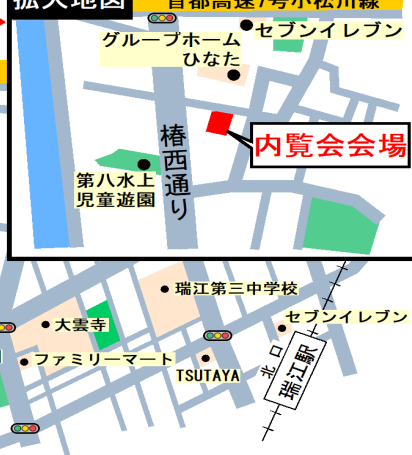 拡大地図
首都高速7号小松川線
セブンイレブン
グループホーム
ひなた
内覧会会場
椿西通り
第八水上
児童遊園
瑞江第三中学校
大雲寺
セブンイレブン
ファミリーマート
TSUTAYA
北口
瑞江駅